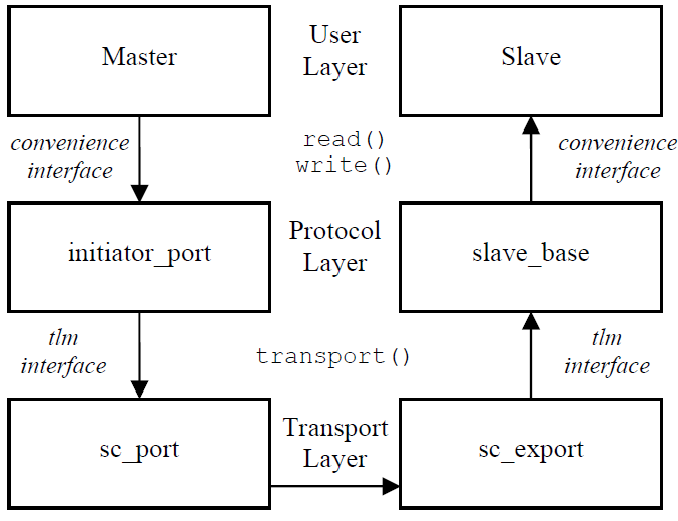 Master
User
Layer
Slave
convenience
interface
read()
write()
convenience
interface
initiator_port
Protocol
Layer
slave_base
tlm
interface
transport()
tlm
interface
sc_port
Transport
Layer
sc_export